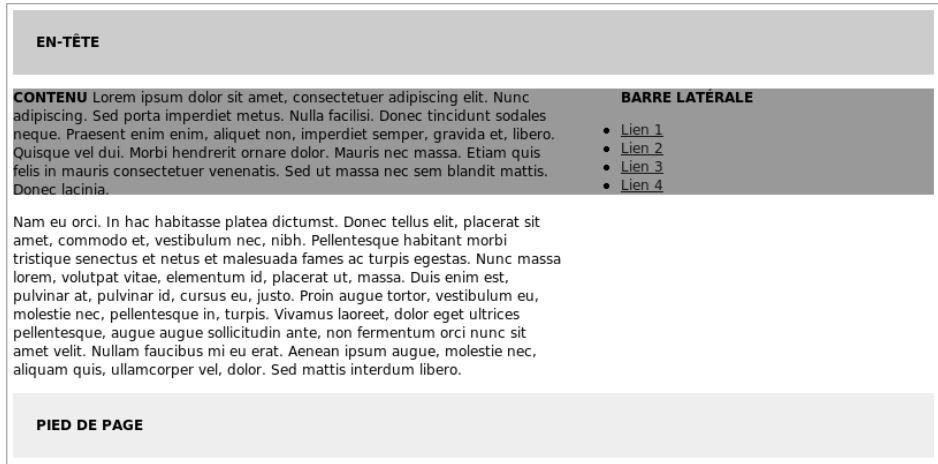 EN-TÊTE
CONTENU Lorem ipsum dolor sit amet, consectetuer adipiscing elit. Nunc
adipiscing. Sed porta imperdiet metus. Nulla facilisi. Donec tincidunt sodales
neque. Praesent enim enim, aliquet non, imperdiet semper, gravida et, libero.
Quisque vel dui. Morbi hendrerit ornare dolor. Mauris nec massa. Etiam quis
felis in mauris consectetuer venenatis. Sed ut massa nec sem blandit mattis.
Donec lacinia.
Nam eu orci. In hac habitasse platea dictumst. Donec tellus elit, placerat sit
amet, commodo et, vestibulum nec, nibh. Pellentesque habitant morbi
tristique senectus et netus et malesuada fames ac turpis egestas. Nunc massa
lorem, volutpat vitae, elementum id, placerat ut, massa. Duis enim est,
pulvinar at, pulvinar id, cursus eu, justo. Proin augue tortor, vestibulum eu,
molestie nec, pellentesque in, turpis. Vivamus laoreet, dolor eget ultrices
pellentesque, augue augue sollicitudin ante, non fermentum orci nunc sit
amet velit. Nullam faucibus mi eu erat. Aenean ipsum augue, molestie nec,
aliquam quis, ullamcorper vel, dolor. Sed mattis interdum libero.
BARRE LATÉRALE
Lien 1
Lien 2
Lien 3
Lien 4
PIED DE PAGE